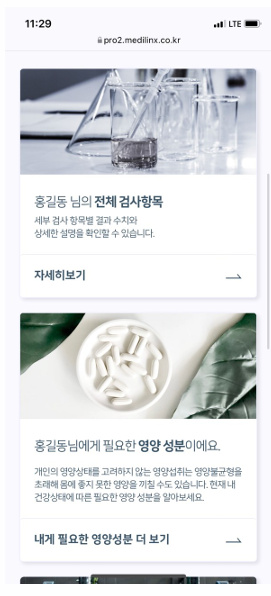 11:29
LTE
pro2.medilinx.co.kr
홍길동 님의 전체 검사항목
세부 검사 항목별 결과 수치와
상세한 설명을 확인할 수 있습니다.
자세히보기
홍길동님에게 필요한 영양 성분이에요.
개인의 영양상태를 고려하지 않는 영양섭취는 영양불균형을
초래해 몸에 좋지 못한 영양을 끼칠 수도 있습니다. 현재 내
건강상태에 따른 필요한 영양 성분을 알아보세요.
내게 필요한 영양성분 더 보기